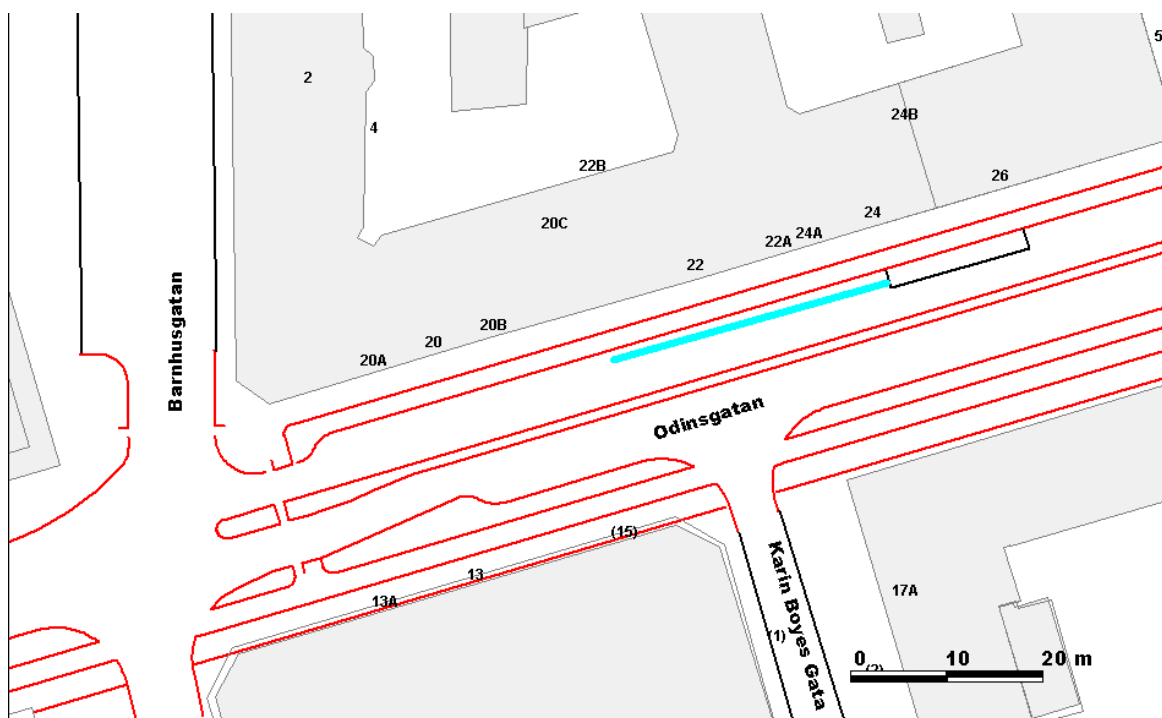 2
5
4
24B
22B
26
20C
24
24A
22A
22
20B
20
20A
Barnhusgatan
Odinsgatan
(15)
13
13A
17A
Karin Boyes Gata
(1)
(2)
0 10 20 m